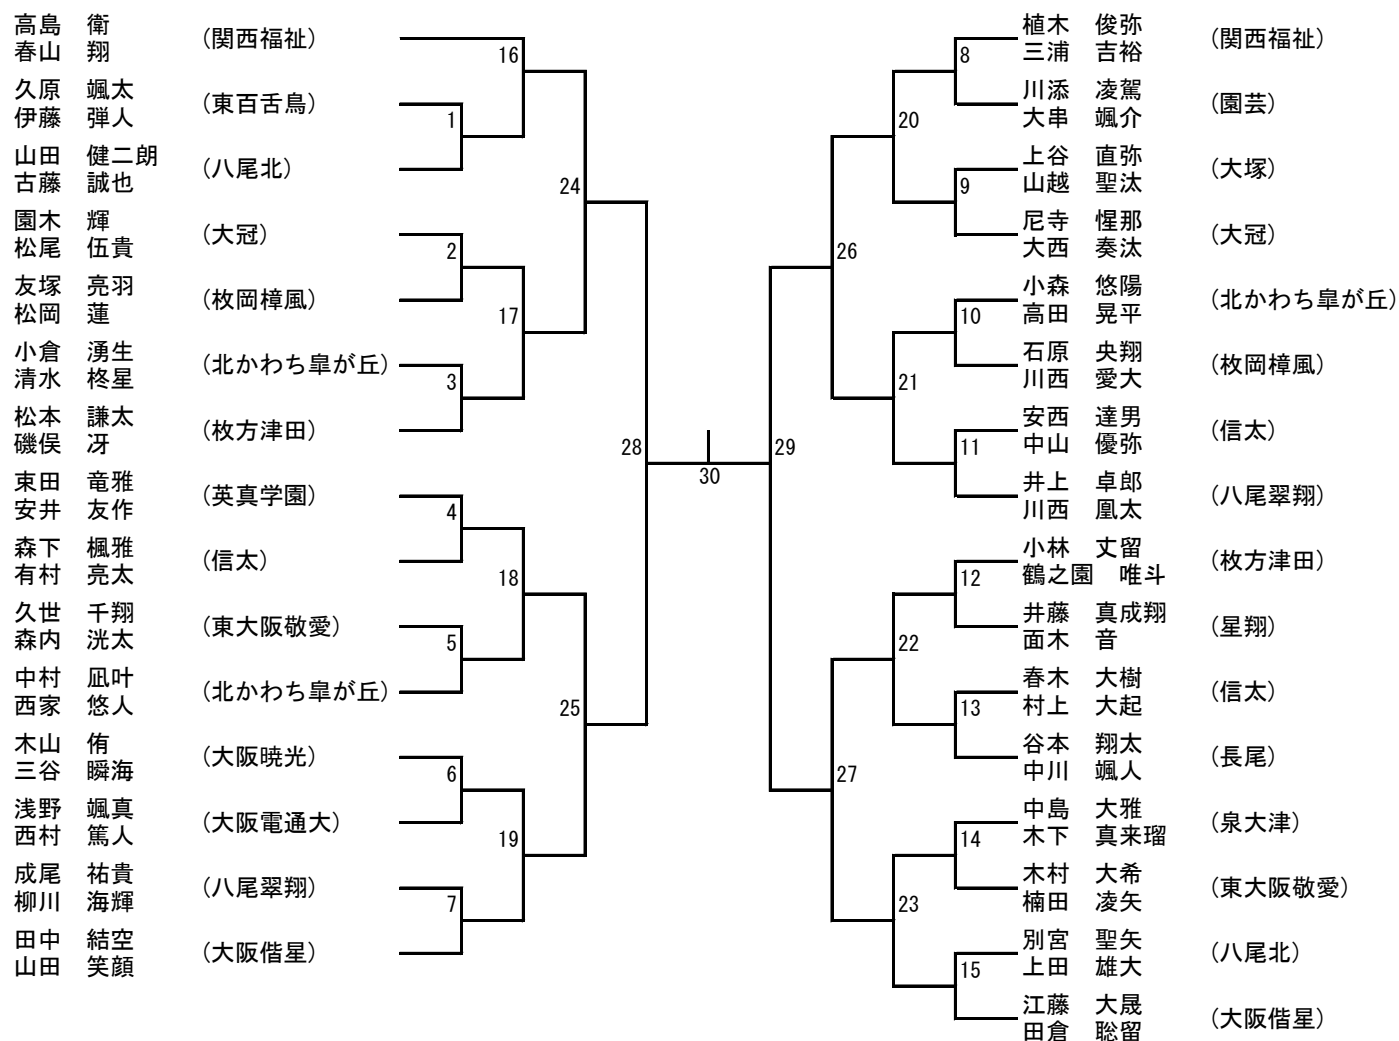 高島　衛
春山　翔
(関西福祉)
16
久原　颯太
伊藤　弾人
(東百舌鳥)
1
山田　健二朗
古藤　誠也
(八尾北)
24
園木　輝
松尾　伍貴
(大冠)
2
友塚　亮羽
松岡　蓮
(枚岡樟風)
17
小倉　湧生
清水　柊星
(北かわち皐が丘)
3
松本　謙太
磯俣　冴
(枚方津田)
28
東田　竜雅
安井　友作
(英真学園)
4
森下　楓雅
有村　亮太
(信太)
18
久世　千翔
森内　洸太
(東大阪敬愛)
5
中村　凪叶
西家　悠人
(北かわち皐が丘)
25
木山　侑
三谷　瞬海
(大阪暁光)
6
浅野　颯真
西村　篤人
(大阪電通大)
19
成尾　祐貴
柳川　海輝
(八尾翠翔)
7
田中　結空
山田　笑顔
(大阪偕星)
30
植木　俊弥
三浦　吉裕
(関西福祉)
8
川添　凌駕
大串　颯介
(園芸)
20
上谷　直弥
山越　聖汰
(大塚)
9
尼寺　惺那
大西　奏汰
(大冠)
26
小森　悠陽
高田　晃平
(北かわち皐が丘)
10
石原　央翔
川西　愛大
(枚岡樟風)
21
安西　達男
中山　優弥
(信太)
11
29
井上　卓郎
川西　凰太
(八尾翠翔)
小林　丈留
鶴之園　唯斗
(枚方津田)
12
井藤　真成翔
面木　音
(星翔)
22
春木　大樹
村上　大起
(信太)
13
谷本　翔太
中川　颯人
(長尾)
27
中島　大雅
木下　真来瑠
(泉大津)
14
木村　大希
楠田　凌矢
(東大阪敬愛)
23
別宮　聖矢
上田　雄大
(八尾北)
15
江藤　大晟
田倉　聡留
(大阪偕星)